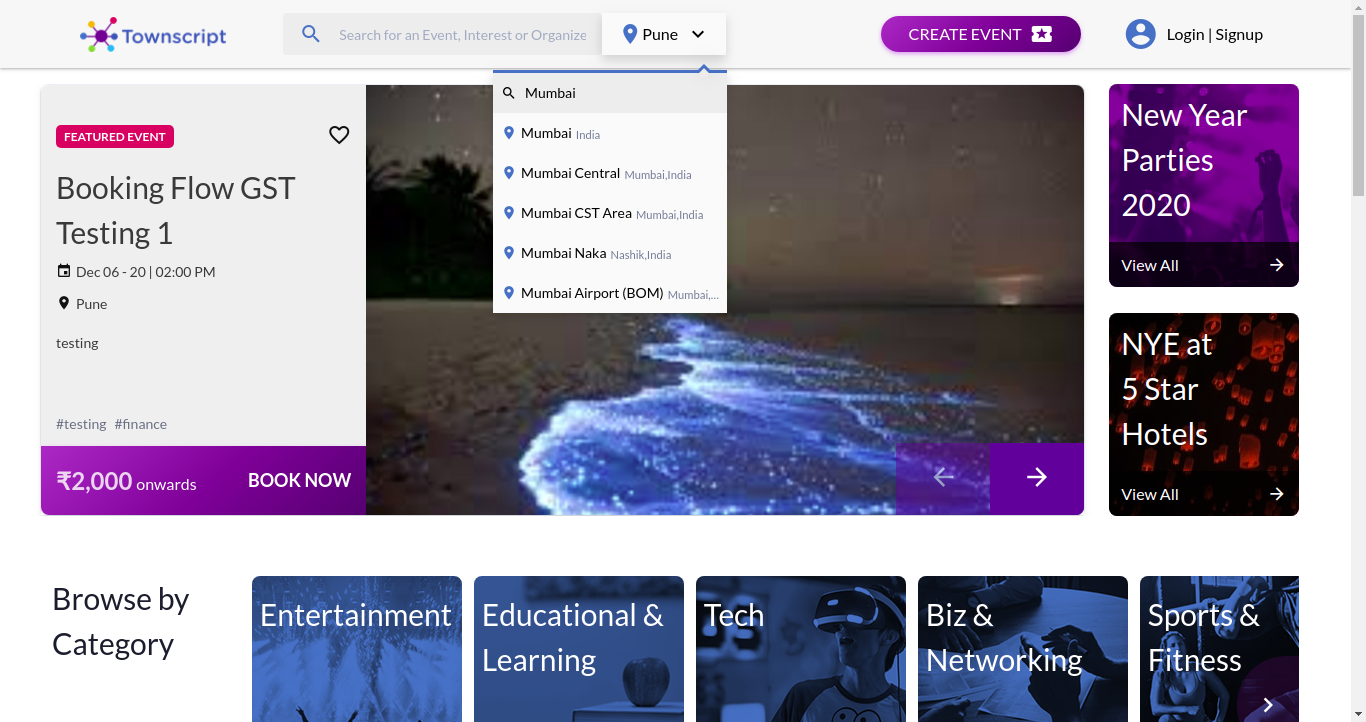 Townscript
Search for an Event, Interest or Organize
Pune
CREATE EVENT
Login | Signup
Mumbai
Mumbai India
Mumbai Central Mumbai,India
Mumbai CST Area Mumbai,India
Mumbai Naka Nashik,India
Mumbai Airport (BOM) Mumbai,...
FEATURED EVENT
Booking Flow GST
Testing 1
Dec 06 - 20 | 02:00 PM
Pune
testing
#testing #finance
₹2,000 onwards
BOOK NOW
New Year
Parties
2020
View All
NYE at
5 Star
Hotels
View All
Browse by
Category
Entertainment
Educational &
Learning
Tech
Biz &
Networking
Sports &
Fitness